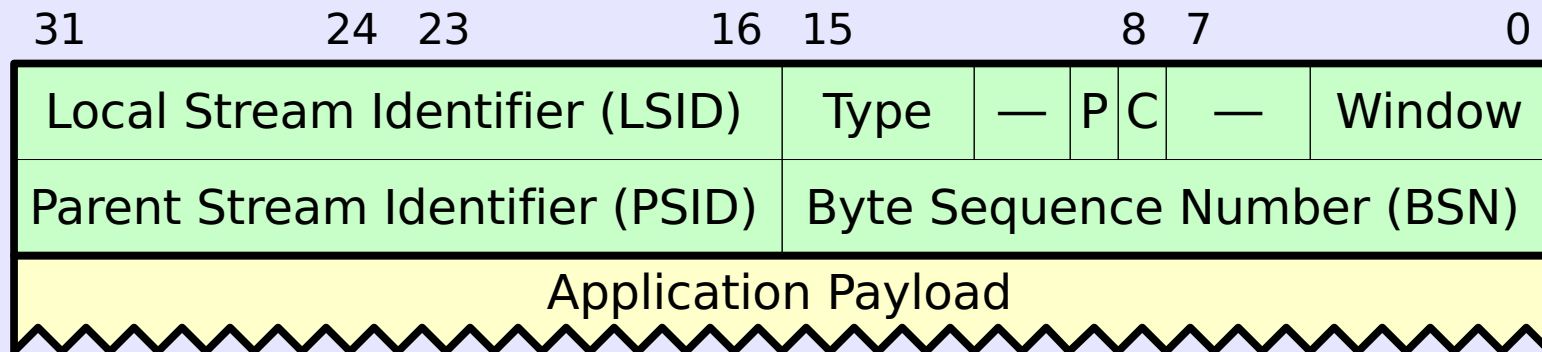 31 24 23 16 15 8 7 0
Local Stream Identifier (LSID) Type — P C — Window
Parent Stream Identifier (PSID) Byte Sequence Number (BSN)
Application Payload